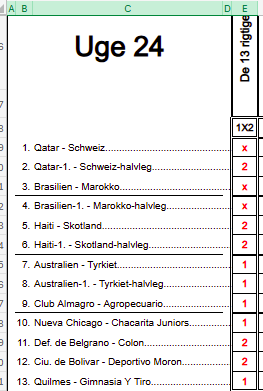 A B C D E
Uge 24
De 13 rigtige
1X2
1. Qatar - Schweiz x
2. Qatar-1. - Schweiz-halvleg 2
3. Brasilien - Marokko x
4. Brasilien-1. - Marokko-halvleg x
5. Haiti - Skotland 2
6. Haiti-1. - Skotland-halvleg 2
7. Australien - Tyrkiet 1
8. Australien-1. - Tyrkiet-halvleg 1
9. Club Almagro - Agropecuario 1
10. Nueva Chicago - Chacarita Juniors 1
11. Def. de Belgrano - Colon 2
12. Ciu. de Bolivar - Deportivo Moron 2
13. Quilmes - Gimnasia Y Tiro 1